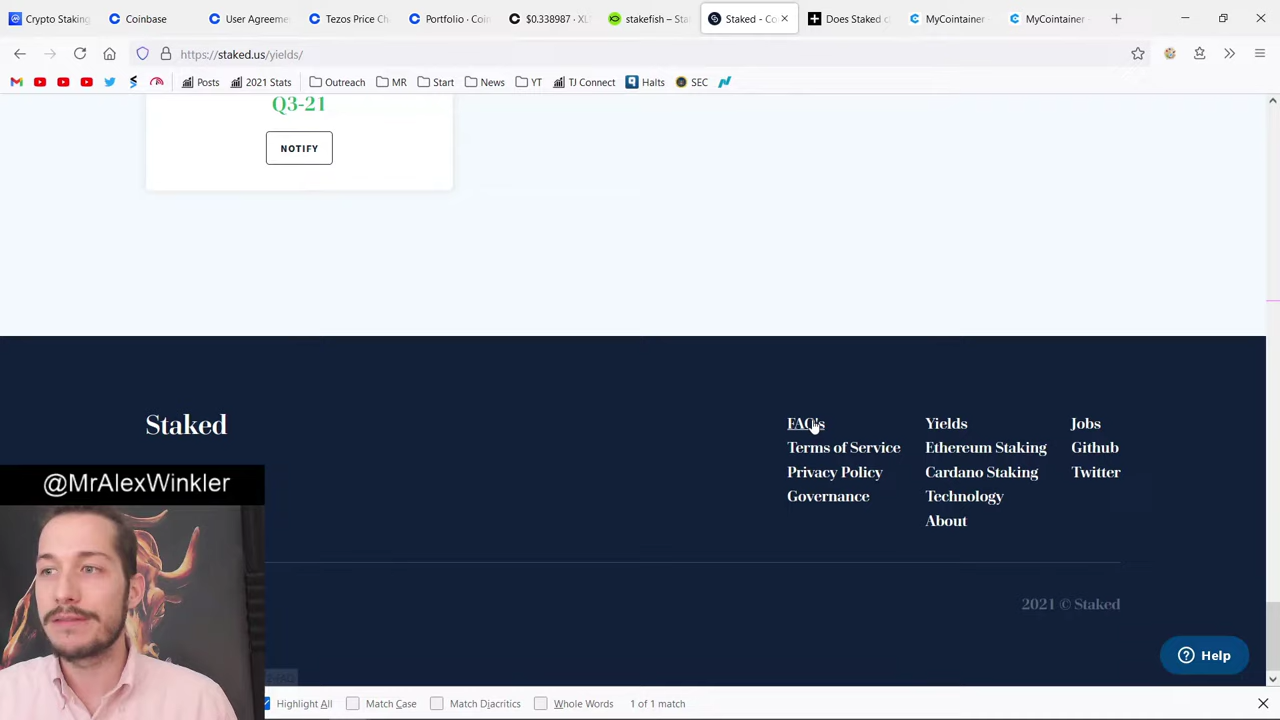 Crypto Staking
Coinbase
User Agreeme
Tezos Price Ch
Portfolio · Coin
$0.338987 · XL
stakefish – Sta
Staked - Co
Does Staked c
MyCointainer
MyCointainer
https://staked.us/yields/
Posts
2021 Stats
Outreach
MR
Start
News
YT
TJ Connect
Halts
SEC
Q3-21
NOTIFY
Staked
FAQ's
Terms of Service
Privacy Policy
Governance
Yields
Ethereum Staking
Cardano Staking
Technology
About
Jobs
Github
Twitter
@MrAlexWinkler
2021 © Staked
Help
Highlight All
Match Case
Match Diacritics
Whole Words
1 of 1 match